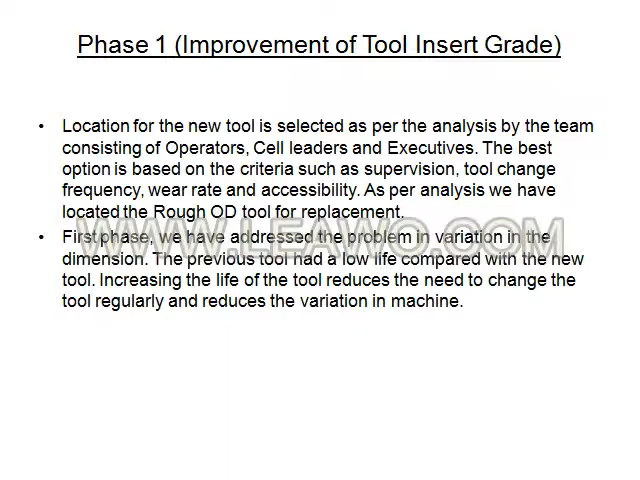 Phase 1 (Improvement of Tool Insert Grade)
• Location for the new tool is selected as per the analysis by the team
consisting of Operators, Cell leaders and Executives. The best
option is based on the criteria such as supervision, tool change
frequency, wear rate and accessibility. As per analysis we have
located the Rough OD tool for replacement.
• First phase, we have addressed the problem in variation in the
WWW.LEAWO.COM
dimension. The previous tool had a low life compared with the new
tool. Increasing the life of the tool reduces the need to change the
tool regularly and reduces the variation in machine.